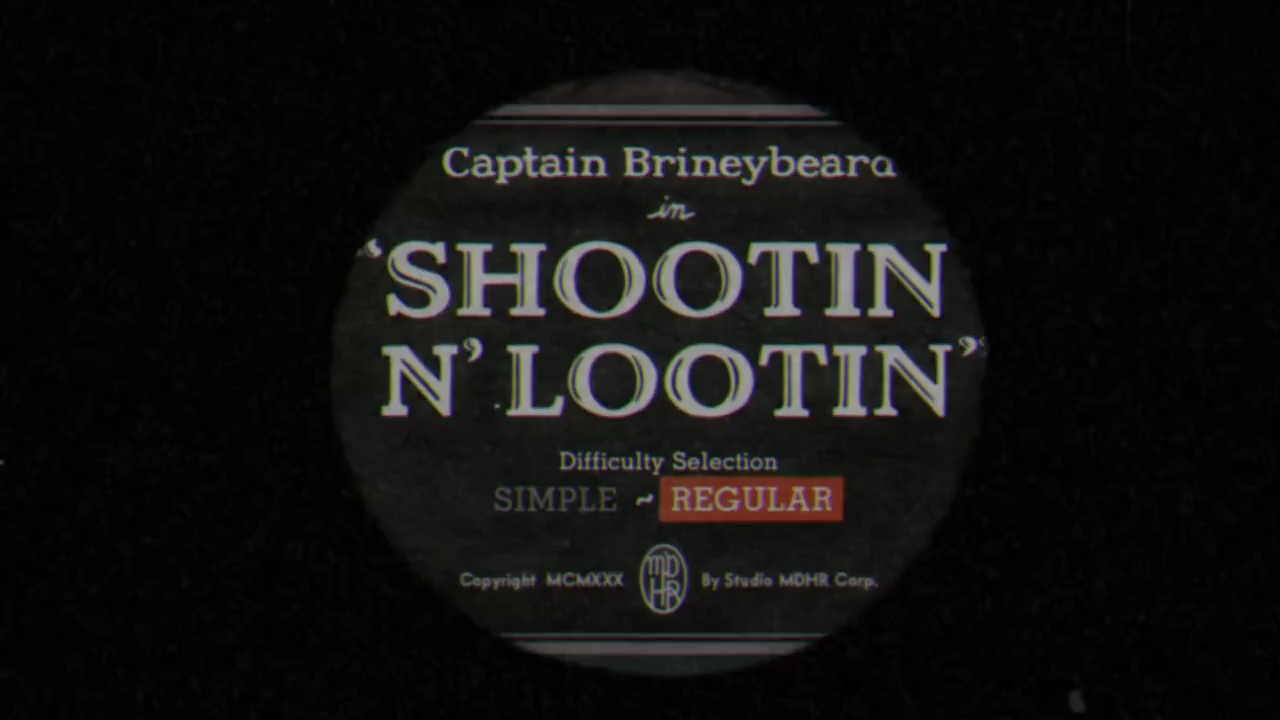 Captain Brineybeard
in
“SHOOTIN
N’ LOOTIN”
Difficulty Selection
SIMPLE ~ REGULAR
Copyright MCMXXX MDHR By Studio MDHR Corp.